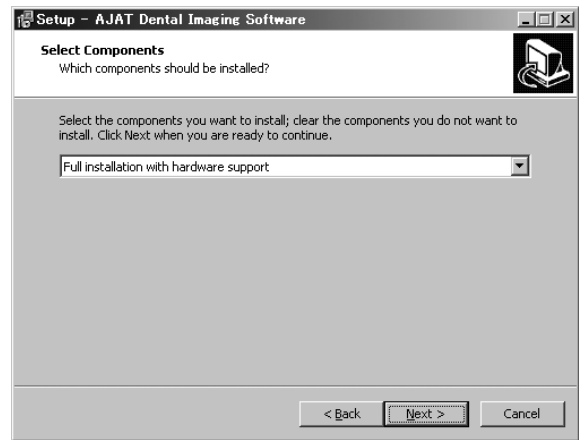 Setup - AJAT Dental Imaging Software
Select Components
Which components should be installed?
Select the components you want to install; clear the components you do not want to
install. Click Next when you are ready to continue.
Full installation with hardware support
< Back
Next >
Cancel